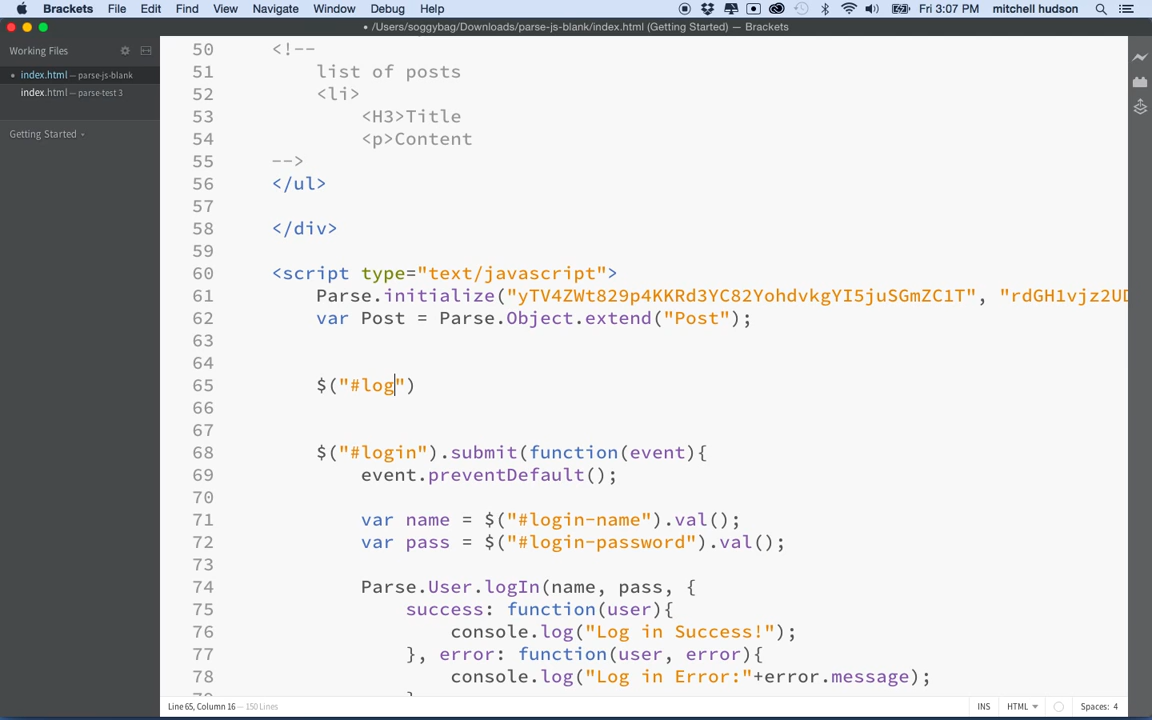 Brackets File Edit Find View Navigate Window Debug Help Fri 3:07 PM mitchell hudson
• /Users/soggybag/Downloads/parse-js-blank/index.html (Getting Started) — Brackets
Working Files
• index.html — parse-js-blank
index.html — parse-test 3
Getting Started
50 <!--
51 list of posts
52 <li>
53 <H3>Title
54 <p>Content
55 -->
56 </ul>
57
58 </div>
59
60 <script type="text/javascript">
61 Parse.initialize("yTV4ZWt829p4KKRd3YC82YohdvkgYI5juSGmZC1T", "rdGH1vjz2UD
62 var Post = Parse.Object.extend("Post");
63
64
65 $("#log")
66
67
68 $("#login").submit(function(event){
69 event.preventDefault();
70
71 var name = $("#login-name").val();
72 var pass = $("#login-password").val();
73
74 Parse.User.logIn(name, pass, {
75 success: function(user){
76 console.log("Log in Success!");
77 }, error: function(user, error){
78 console.log("Log in Error:"+error.message);
Line 65, Column 16 — 150 Lines INS HTML Spaces: 4